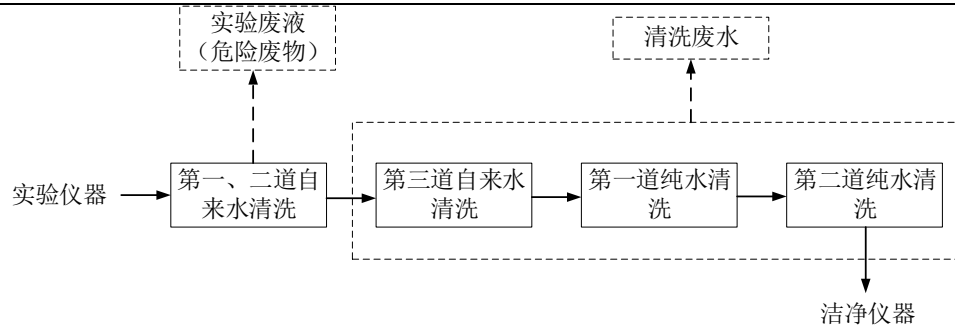 实验废液
（危险废物）
清洗废水
实验仪器
第一、二道自
来水清洗
第三道自来水
清洗
第一道纯水清
洗
第二道纯水清
洗
洁净仪器